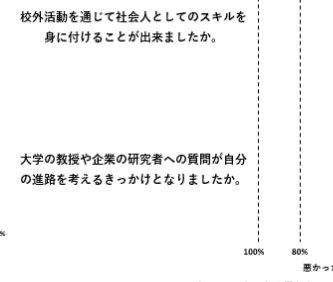 校外活動を通じて社会人としてのスキルを
身に付けることが出来ましたか。
大学の教授や企業の研究者への質問が自分
の進路を考えるきっかけとなりましたか。
%
100% 80%
悪かっ